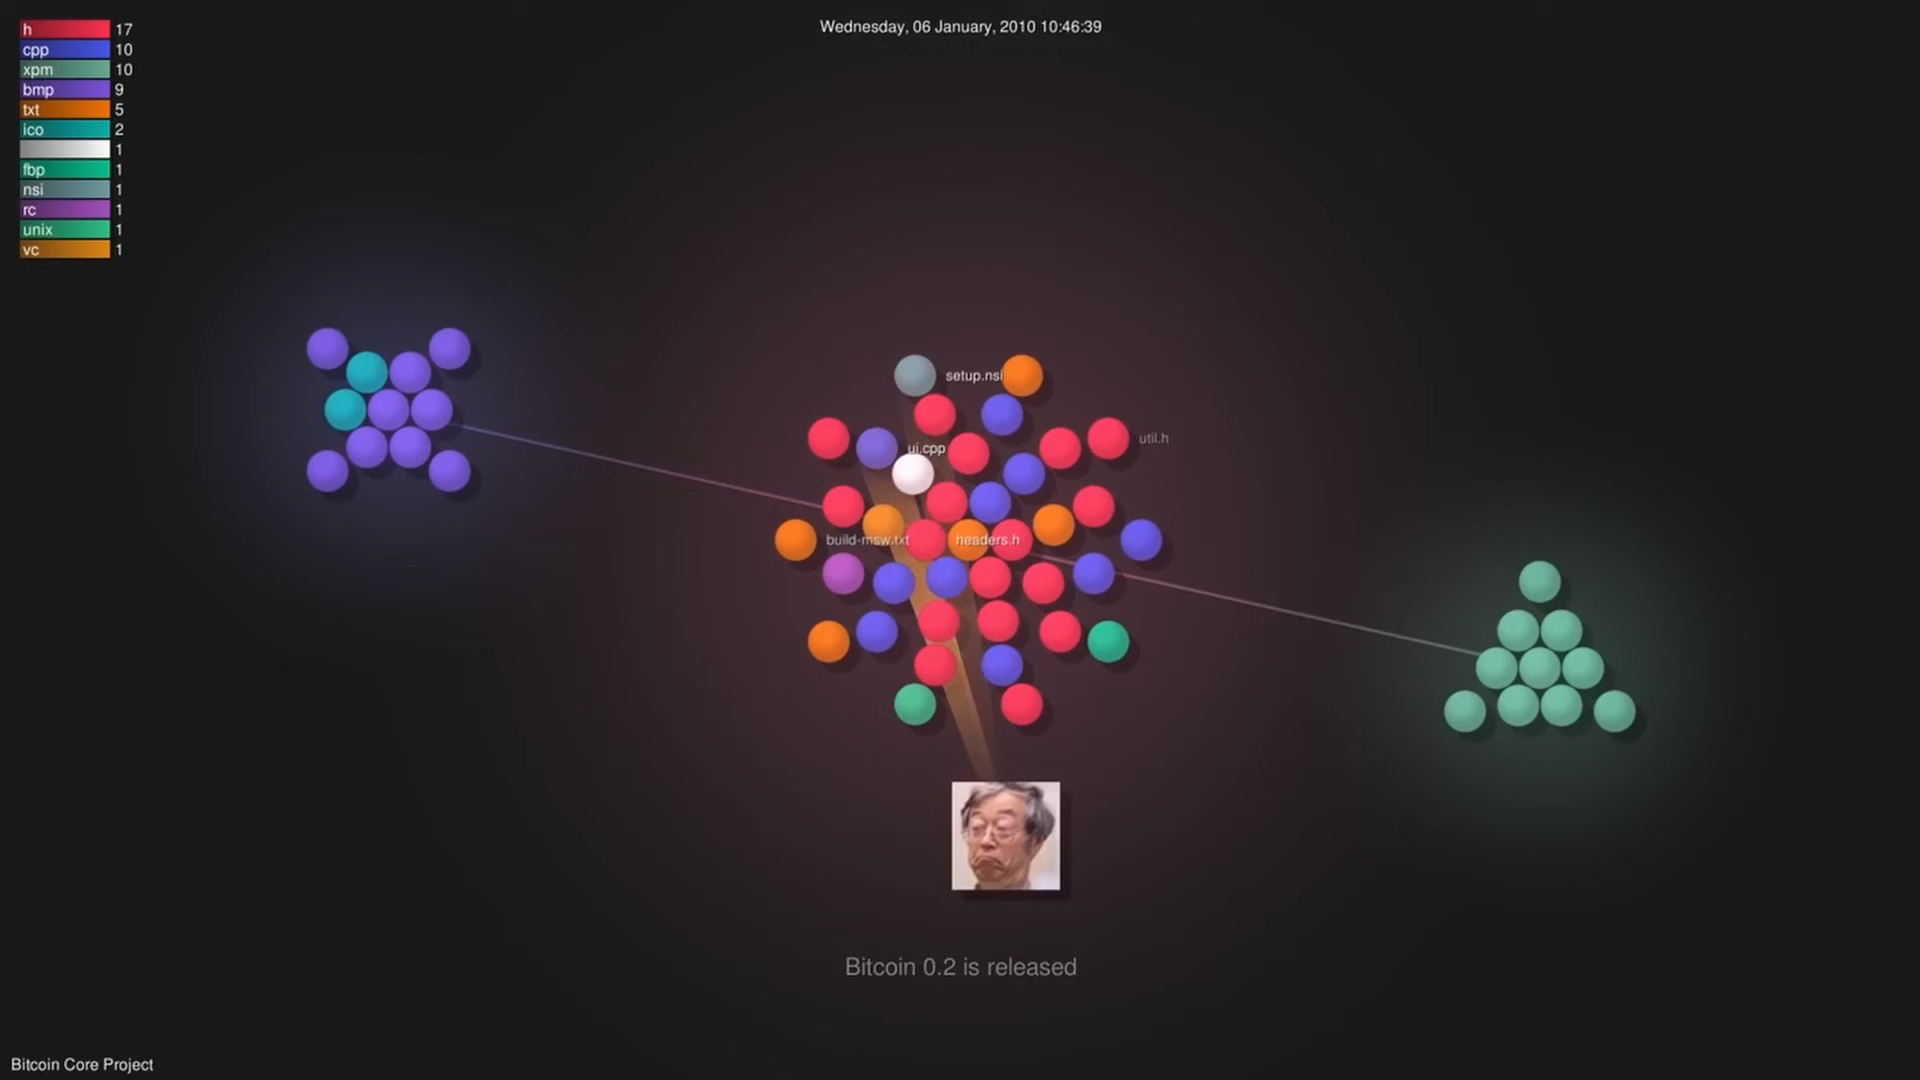 Wednesday, 06 January, 2010 10:46:39
h 17
cpp 10
xpm 10
bmp 9
txt 5
ico 2
1
fbp 1
nsi 1
rc 1
unix 1
vc 1
setup.nsi
util.h
ui.cpp
build-msw.txt
headers.h
Bitcoin 0.2 is released
Bitcoin Core Project